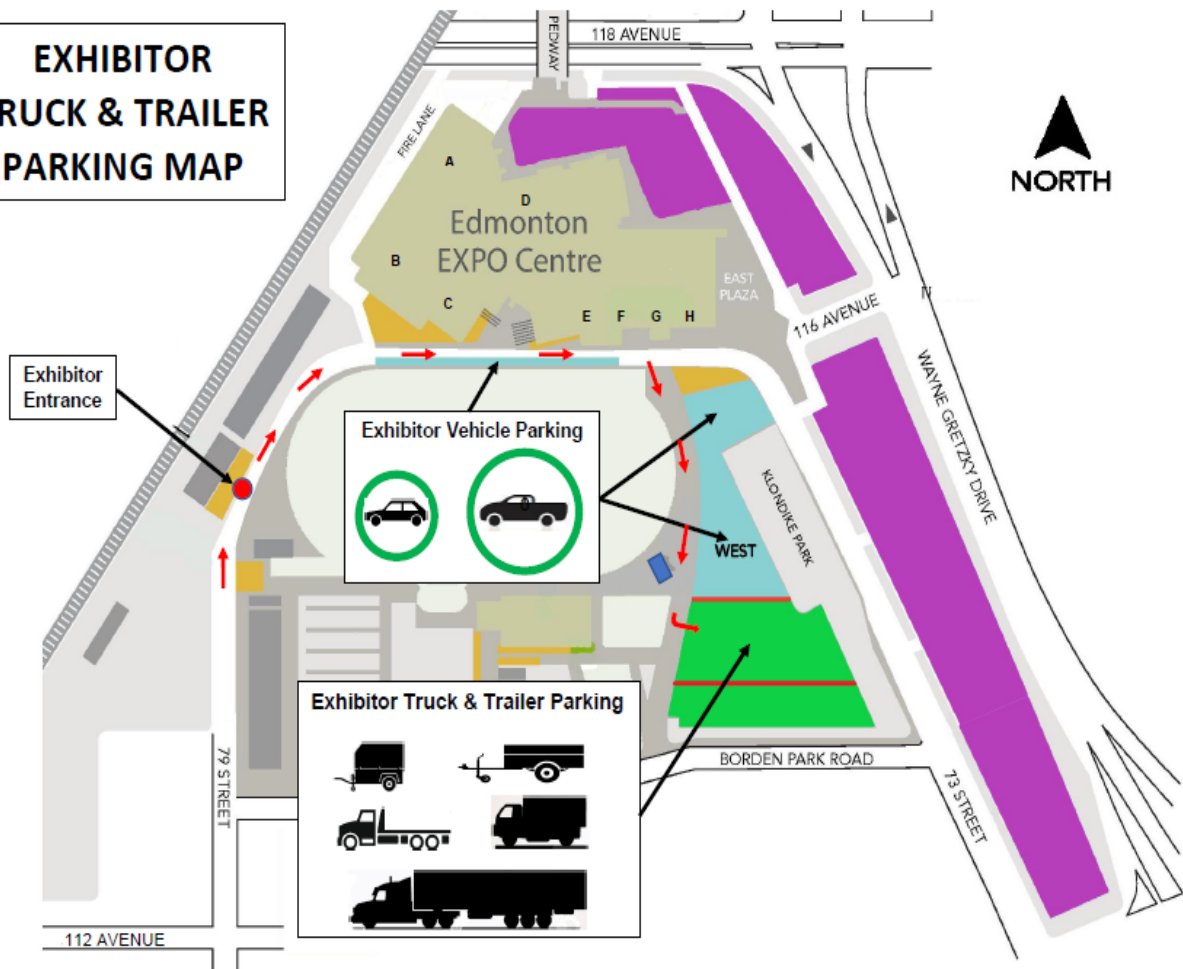 EXHIBITOR
RUCK & TRAILER
PARKING MAP
PEDWAY
118 AVENUE
FIRE LANE
NORTH
A
D
Edmonton
EXPO Centre
B
C
E F G H
EAST
PLAZA
116 AVENUE
WAYNE GRETZKY DRIVE
Exhibitor
Entrance
Exhibitor Vehicle Parking
KLONDIKE PARK
WEST
Exhibitor Truck & Trailer Parking
79 STREET
BORDEN PARK ROAD
73 STREET
112 AVENUE